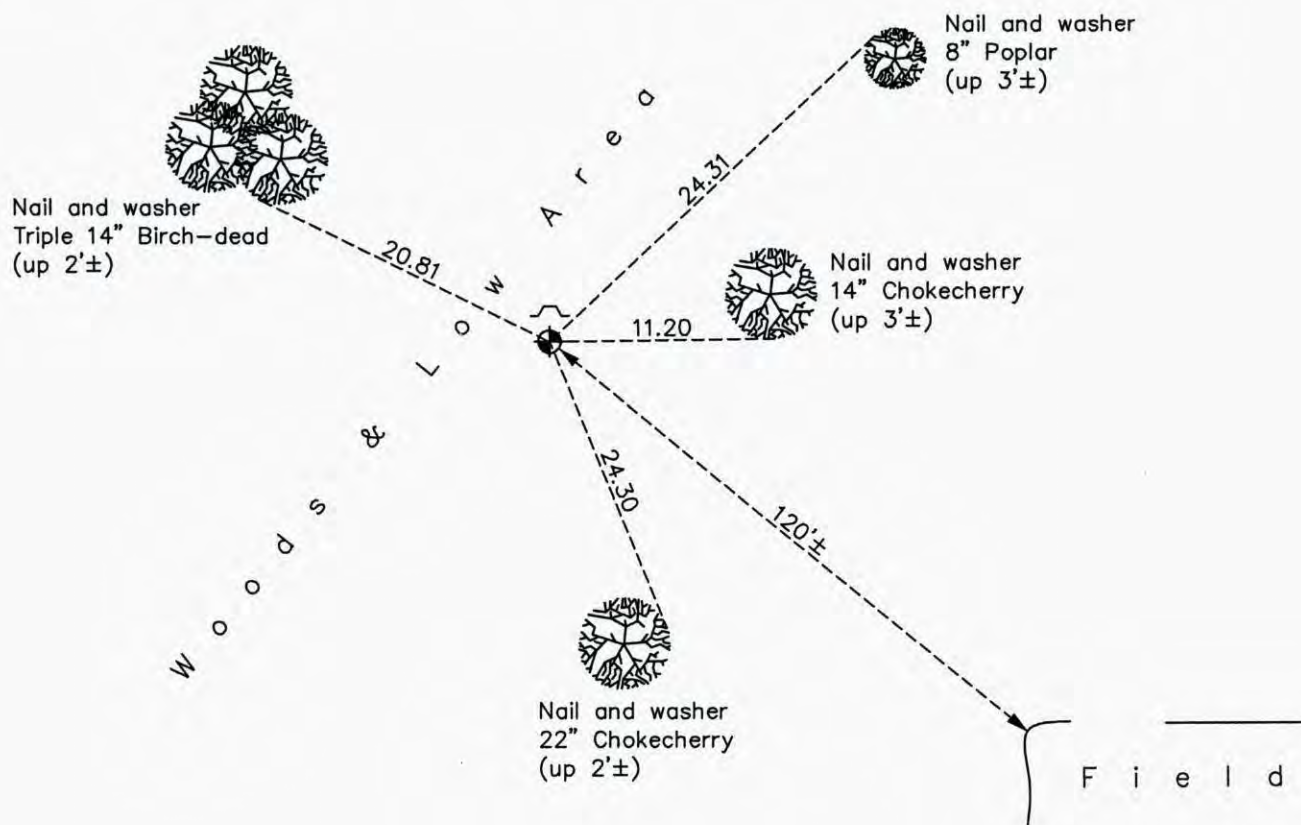 Nail and washer
8" Poplar
(up 3'±)
Nail and washer
Triple 14" Birch-dead
(up 2'±)
20.81
24.31
Nail and washer
14" Chokecherry
(up 3'±)
11.20
Woods & Low Area
24.30
120'±
Nail and washer
22" Chokecherry
(up 2'±)
Field